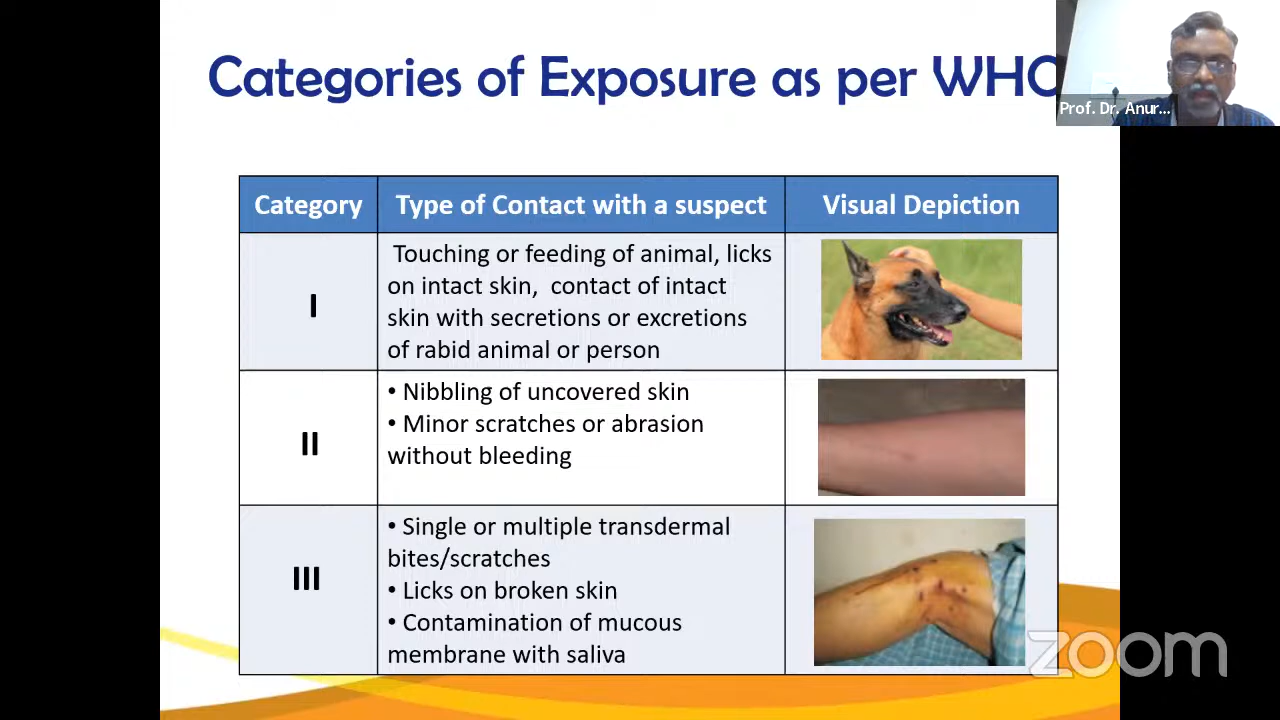 Categories of Exposure as per WHO
Prof. Dr. Anur...
Category
Type of Contact with a suspect
Visual Depiction
I
Touching or feeding of animal, licks
on intact skin, contact of intact
skin with secretions or excretions
of rabid animal or person
II
• Nibbling of uncovered skin
• Minor scratches or abrasion
without bleeding
III
• Single or multiple transdermal
bites/scratches
• Licks on broken skin
• Contamination of mucous
membrane with saliva
zoom